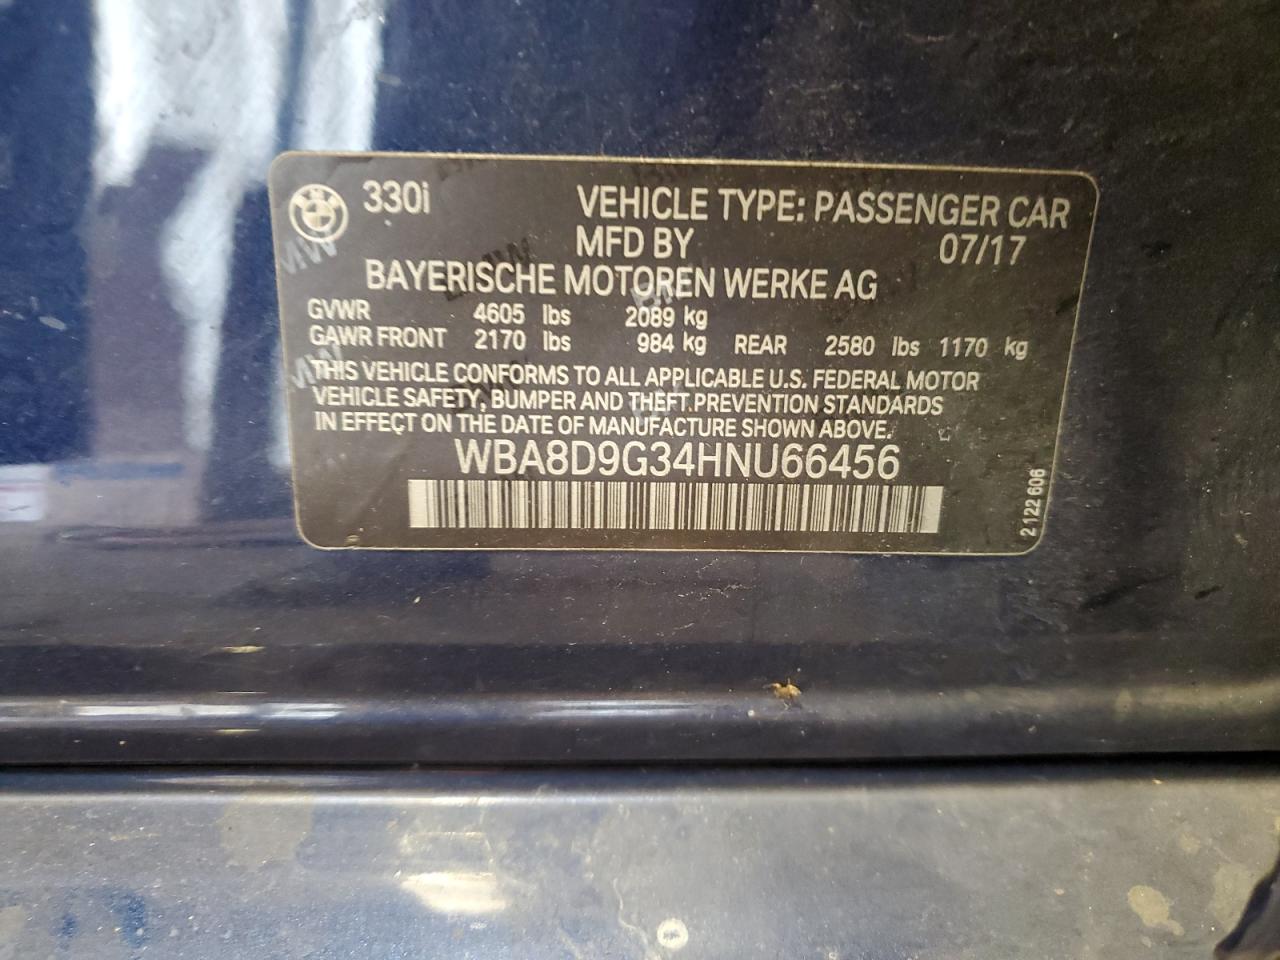 330i VEHICLE TYPE: PASSENGER CAR
MFD BY 07/17
BAYERISCHE MOTOREN WERKE AG
GVWR 4605 lbs 2089 kg
GAWR FRONT 2170 lbs 984 kg REAR 2580 lbs 1170 kg
THIS VEHICLE CONFORMS TO ALL APPLICABLE U.S. FEDERAL MOTOR
VEHICLE SAFETY, BUMPER AND THEFT PREVENTION STANDARDS
IN EFFECT ON THE DATE OF MANUFACTURE SHOWN ABOVE.
WBA8D9G34HNU66456
2 122 606